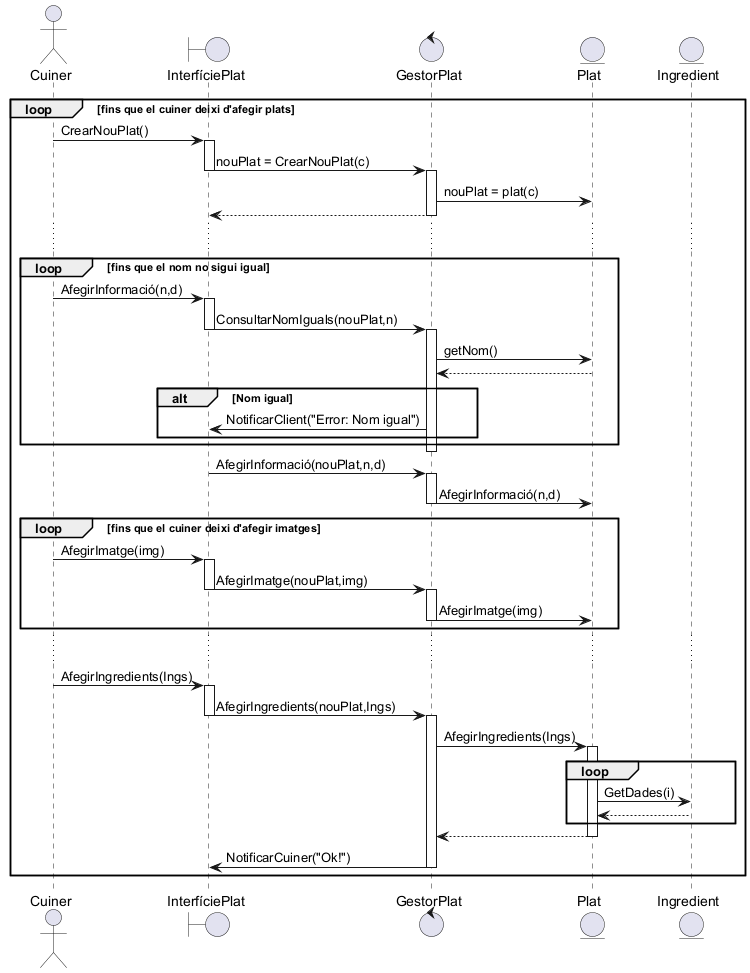 Cuiner
InterfíciePlat
GestorPlat
Plat
Ingredient
loop [fins que el cuiner deixi d'afegir plats]
CrearNouPlat()
nouPlat = CrearNouPlat(c)
nouPlat = plat(c)
loop [fins que el nom no sigui igual]
AfegirInformació(n,d)
ConsultarNomIguals(nouPlat,n)
getNom()
alt [Nom igual]
NotificarClient("Error: Nom igual")
AfegirInformació(nouPlat,n,d)
AfegirInformació(n,d)
loop [fins que el cuiner deixi d'afegir imatges]
AfegirImatge(img)
AfegirImatge(nouPlat,img)
AfegirImatge(img)
AfegirIngredients(Ings)
AfegirIngredients(nouPlat,Ings)
AfegirIngredients(Ings)
loop
GetDades(i)
NotificarCuiner("Ok!")
Cuiner
InterfíciePlat
GestorPlat
Plat
Ingredient